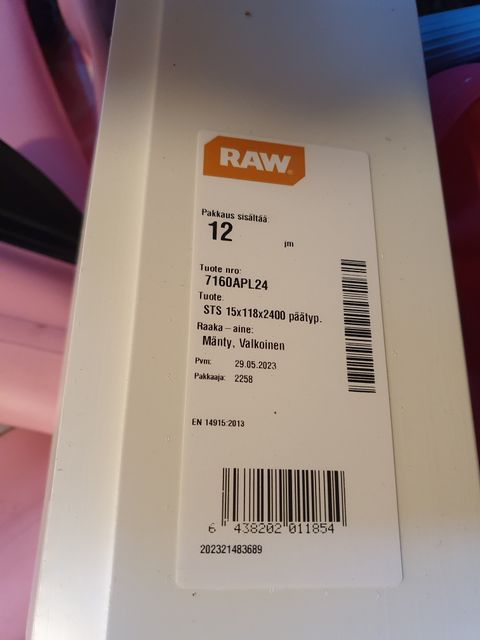 RAW®
Pakkaus sisältää:
12 jm
Tuote nro:
7160APL24
Tuote:
STS 15x118x2400 päätyp.
Raaka – aine:
Mänty, Valkoinen
Pvm: 29.05.2023
Pakkaaja: 2258
EN 14915:2013
6 438202 011854
202321483689